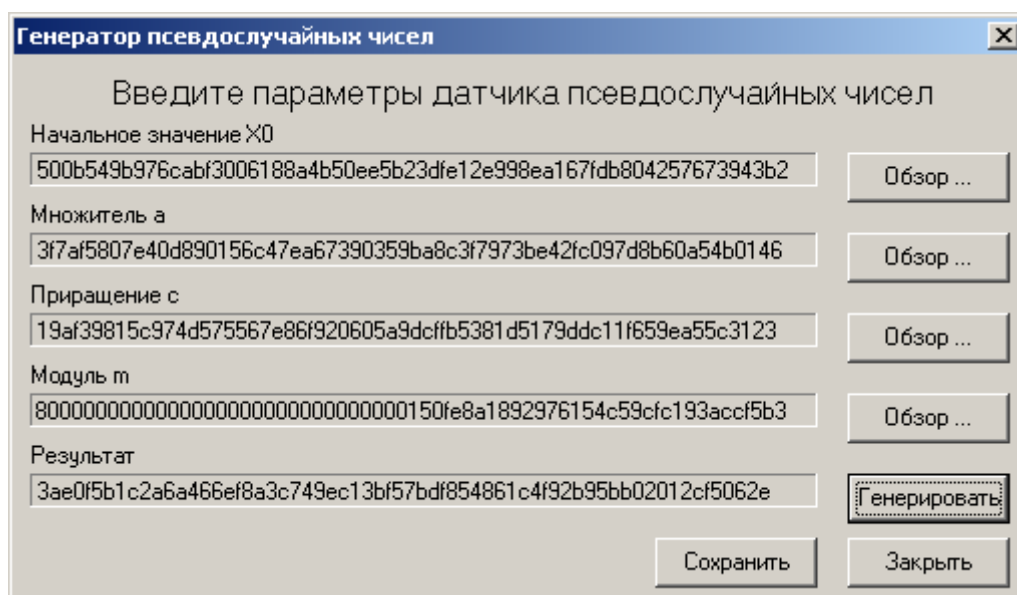 Генератор псевдослучайных чисел
Введите параметры датчика псевдослучайных чисел
Начальное значение X0
500b549b976cabf3006188a4b50ee5b23dfe12e998ea167fdb804257673943b2
Обзор ...
Множитель a
3f7af5807e40d890156c47ea67390359ba8c3f7973be42fc097d8b60a54b0146
Обзор ...
Приращение c
19af39815c974d575567e86f920605a9dcffb5381d5179ddc11f659ea55c3123
Обзор ...
Модуль m
80000000000000000000000000000000150fe8a1892976154c59cfc193accf5b3
Обзор ...
Результат
3ae0f5b1c2a6a466ef8a3c749ec13bf57bdf854861c4f92b95bb02012cf5062e
Генерировать
Сохранить
Закрыть